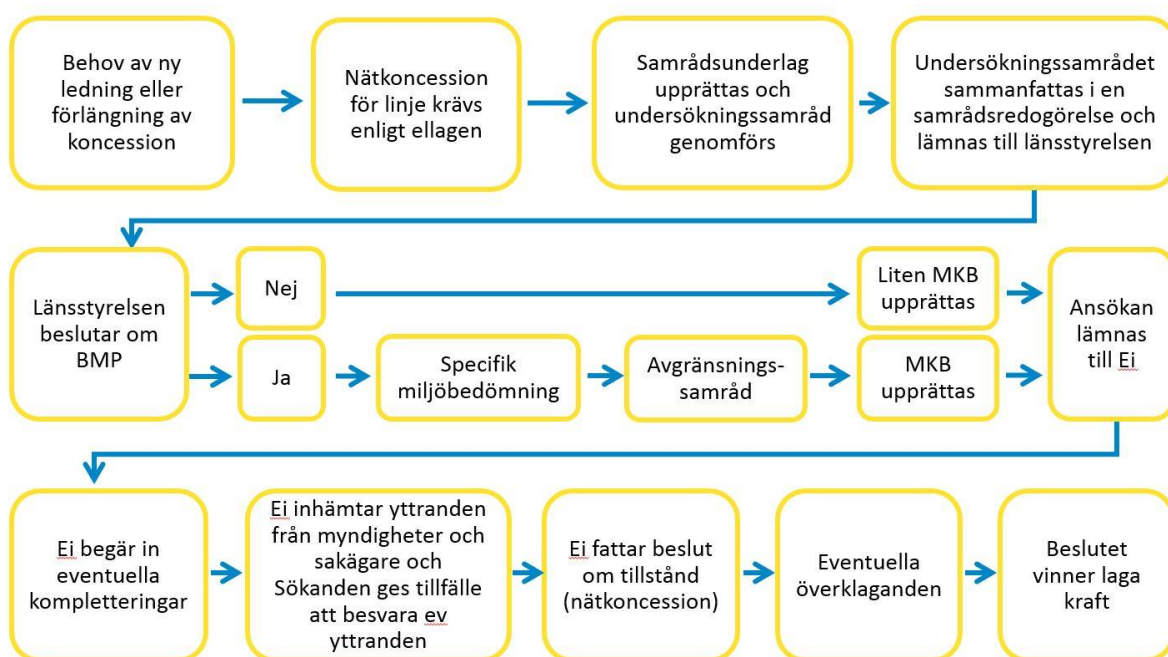 Behov av ny
ledning eller
förlängning av
koncession
Nätkoncession
för linje krävs
enligt ellagen
Samrådsunderlag
upprättas och
undersökningssamråd
genomförs
Undersökningssamrådet
sammanfattas i en
samrådsredogörelse och
lämnas till länsstyrelsen
Länsstyrelsen
beslutar om
BMP
Nej
Liten MKB
upprättas
Ja
Specifik
miljöbedömning
Avgränsnings-
samråd
MKB
upprättas
Ansökan
lämnas
till Ei
Ei begär in
eventuella
kompletteringar
Ei inhämtar yttranden
från myndigheter och
sakägare och
Sökanden ges tillfälle
att besvara ev
yttranden
Ei fattar beslut
om tillstånd
(nätkoncession)
Eventuella
överklaganden
Beslutet
vinner laga
kraft